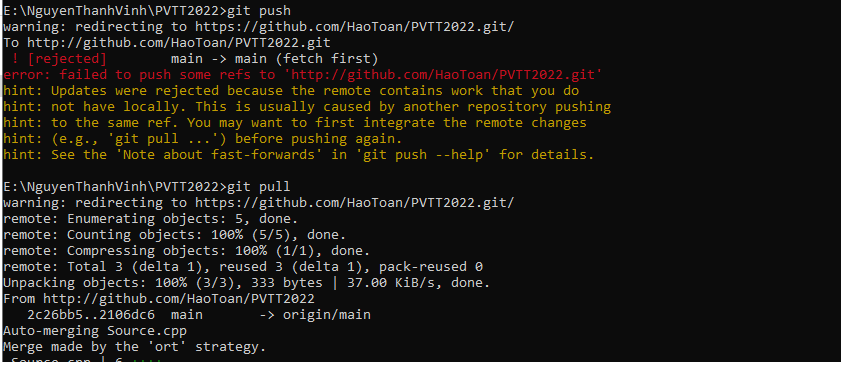 E:\NguyenThanhVinh\PVTT2022>git push
warning: redirecting to https://github.com/HaoToan/PVTT2022.git/
To http://github.com/HaoToan/PVTT2022.git
 ! [rejected]        main -> main (fetch first)
error: failed to push some refs to 'http://github.com/HaoToan/PVTT2022.git'
hint: Updates were rejected because the remote contains work that you do
hint: not have locally. This is usually caused by another repository pushing
hint: to the same ref. You may want to first integrate the remote changes
hint: (e.g., 'git pull ...') before pushing again.
hint: See the 'Note about fast-forwards' in 'git push --help' for details.
E:\NguyenThanhVinh\PVTT2022>git pull
warning: redirecting to https://github.com/HaoToan/PVTT2022.git/
remote: Enumerating objects: 5, done.
remote: Counting objects: 100% (5/5), done.
remote: Compressing objects: 100% (1/1), done.
remote: Total 3 (delta 1), reused 3 (delta 1), pack-reused 0
Unpacking objects: 100% (3/3), 333 bytes | 37.00 KiB/s, done.
From http://github.com/HaoToan/PVTT2022
   2c26bb5..2106dc6  main       -> origin/main
Auto-merging Source.cpp
Merge made by the 'ort' strategy.
 Source.cpp | 6 ++++